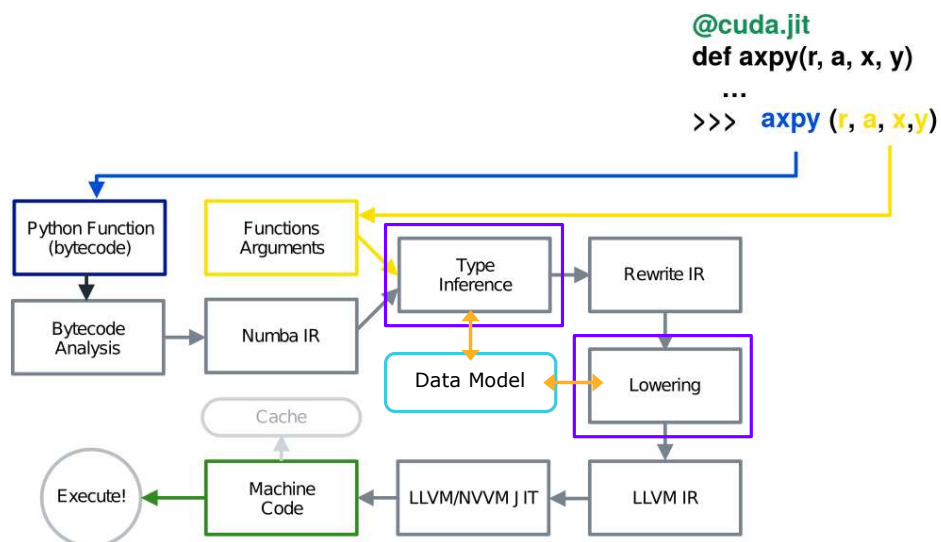 @cuda.jit
def axpy(r, a, x, y)
...
>>> axpy (r, a, x,y)
Python Function
(bytecode)
Functions
Arguments
Type
Inference
Rewrite IR
Bytecode
Analysis
Numba IR
Data Model
Lowering
Cache
Execute!
Machine
Code
LLVM/NVVM JIT
LLVM IR